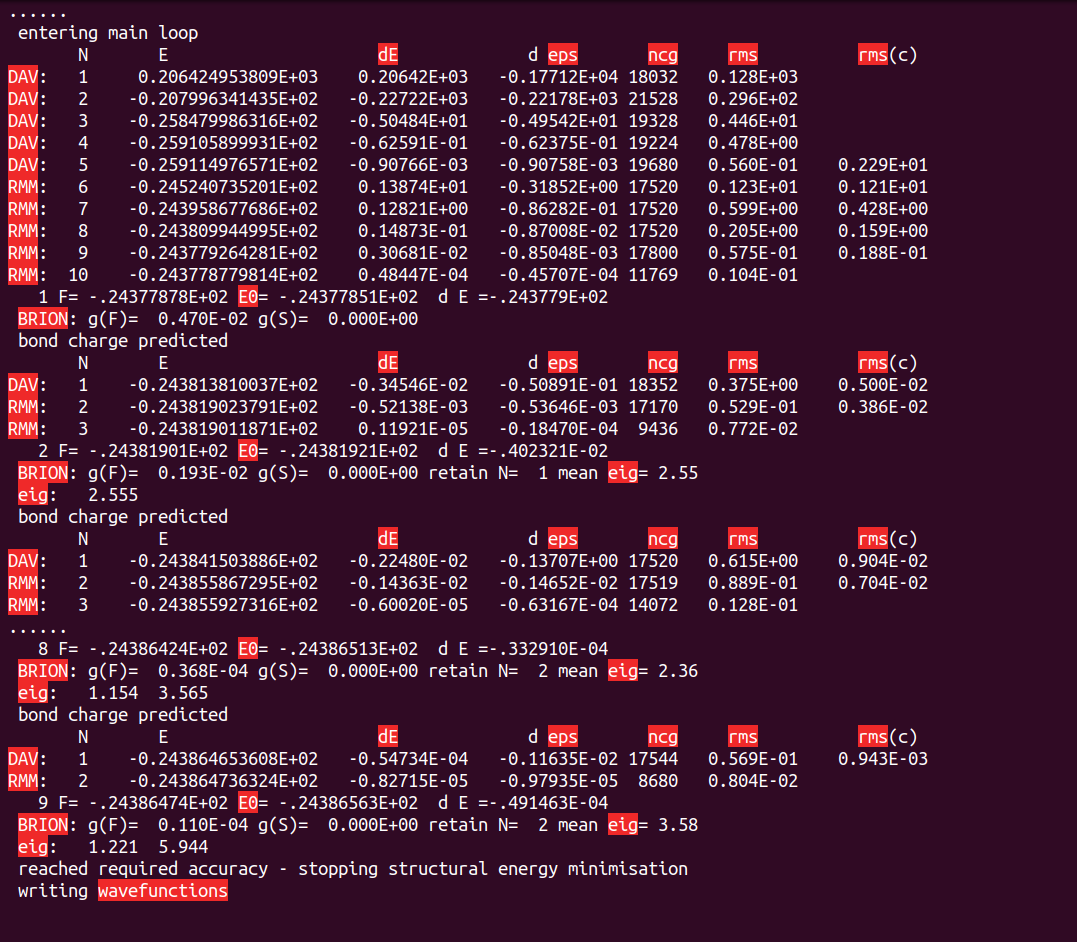 ......
entering main loop
N E dE d eps ncg rms rms(c)
DAV: 1 0.206424953809E+03 0.20642E+03 -0.17712E+04 18032 0.128E+03
DAV: 2 -0.207996341435E+02 -0.22722E+03 -0.22178E+03 21528 0.296E+02
DAV: 3 -0.258479986316E+02 -0.50484E+01 -0.49542E+01 19328 0.446E+01
DAV: 4 -0.259105899931E+02 -0.62591E-01 -0.62375E-01 19224 0.478E+00
DAV: 5 -0.259114976571E+02 -0.90766E-03 -0.90758E-03 19680 0.560E-01 0.229E+01
RMM: 6 -0.245240735201E+02 0.13874E+01 -0.31852E+00 17520 0.123E+01 0.121E+01
RMM: 7 -0.243958677686E+02 0.12821E+00 -0.86282E-01 17520 0.599E+00 0.428E+00
RMM: 8 -0.243809944995E+02 0.14873E-01 -0.87008E-02 17520 0.205E+00 0.159E+00
RMM: 9 -0.243779264281E+02 0.30681E-02 -0.85048E-03 17800 0.575E-01 0.188E-01
RMM: 10 -0.243778779814E+02 0.48447E-04 -0.45707E-04 11769 0.104E-01
1 F= -.24377878E+02 E0= -.24377851E+02 d E =-.243779E+02
BRION: g(F)= 0.470E-02 g(S)= 0.000E+00
bond charge predicted
N E dE d eps ncg rms rms(c)
DAV: 1 -0.243813810037E+02 -0.34546E-02 -0.50891E-01 18352 0.375E+00 0.500E-02
RMM: 2 -0.243819023791E+02 -0.52138E-03 -0.53646E-03 17170 0.529E-01 0.386E-02
RMM: 3 -0.243819011871E+02 0.11921E-05 -0.18470E-04 9436 0.772E-02
2 F= -.24381901E+02 E0= -.24381921E+02 d E =-.402321E-02
BRION: g(F)= 0.193E-02 g(S)= 0.000E+00 retain N= 1 mean eig= 2.55
eig: 2.555
bond charge predicted
N E dE d eps ncg rms rms(c)
DAV: 1 -0.243841503886E+02 -0.22480E-02 -0.13707E+00 17520 0.615E+00 0.904E-02
RMM: 2 -0.243855867295E+02 -0.14363E-02 -0.14652E-02 17519 0.889E-01 0.704E-02
RMM: 3 -0.243855927316E+02 -0.60020E-05 -0.63167E-04 14072 0.128E-01
......
8 F= -.24386424E+02 E0= -.24386513E+02 d E =-.332910E-04
BRION: g(F)= 0.368E-04 g(S)= 0.000E+00 retain N= 2 mean eig= 2.36
eig: 1.154 3.565
bond charge predicted
N E dE d eps ncg rms rms(c)
DAV: 1 -0.243864653608E+02 -0.54734E-04 -0.11635E-02 17544 0.569E-01 0.943E-03
RMM: 2 -0.243864736324E+02 -0.82715E-05 -0.97935E-05 8680 0.804E-02
9 F= -.24386474E+02 E0= -.24386563E+02 d E =-.491463E-04
BRION: g(F)= 0.110E-04 g(S)= 0.000E+00 retain N= 2 mean eig= 3.58
eig: 1.221 5.944
reached required accuracy - stopping structural energy minimisation
writing wavefunctions